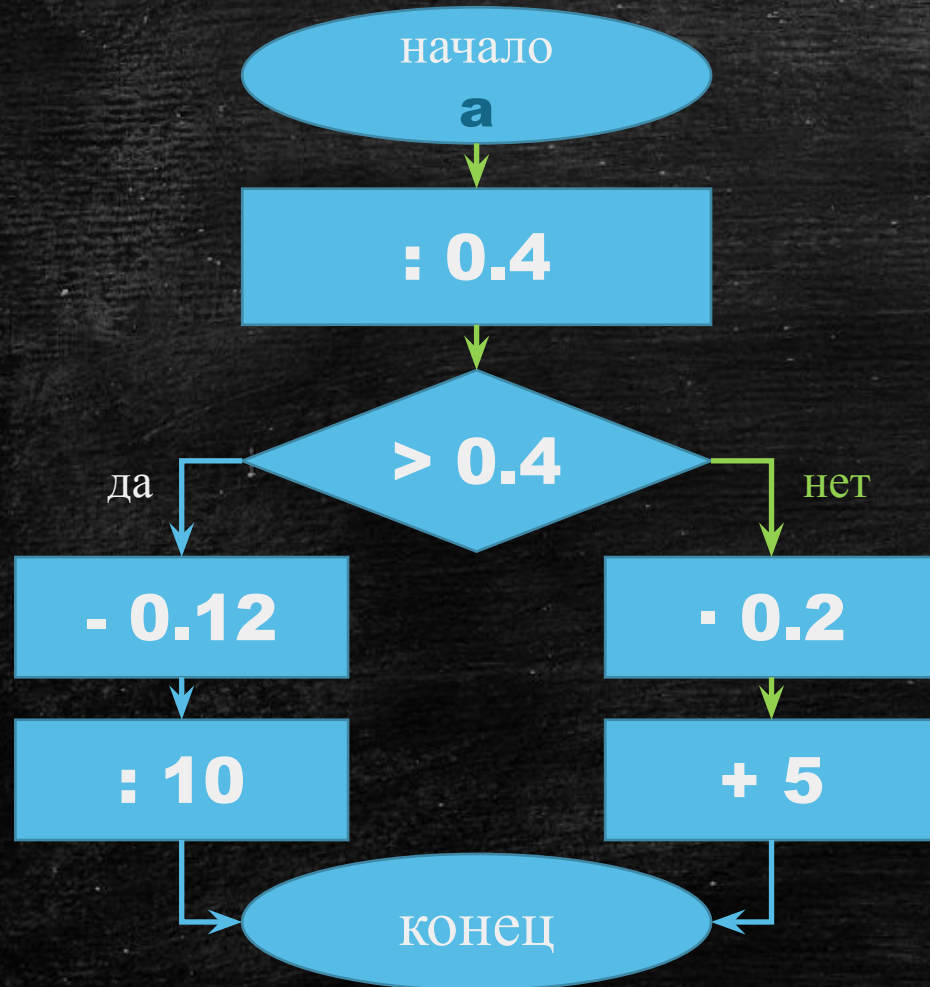 начало
а
: 0.4
> 0.4
да
нет
- 0.12
· 0.2
: 10
+ 5
конец